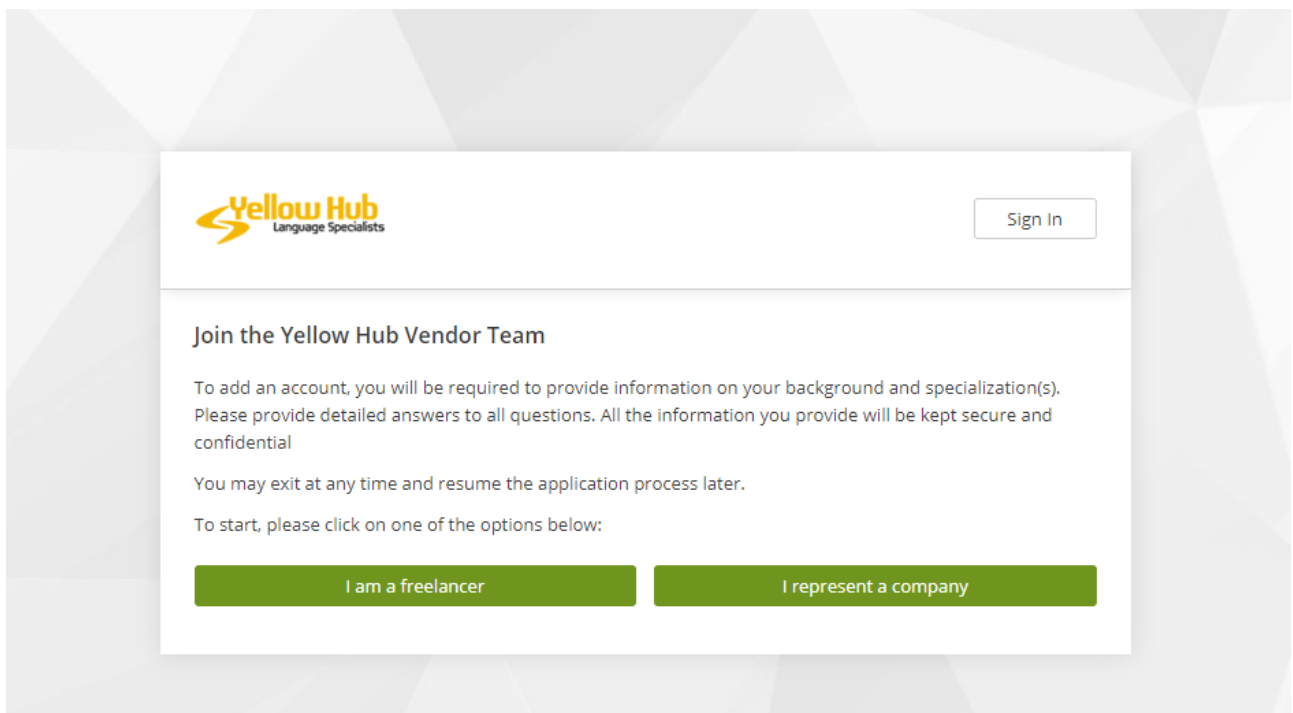 Yellow Hub
Language Specialists
Sign In
Join the Yellow Hub Vendor Team
To add an account, you will be required to provide information on your background and specialization(s).
Please provide detailed answers to all questions. All the information you provide will be kept secure and
confidential
You may exit at any time and resume the application process later.
To start, please click on one of the options below:
I am a freelancer
I represent a company